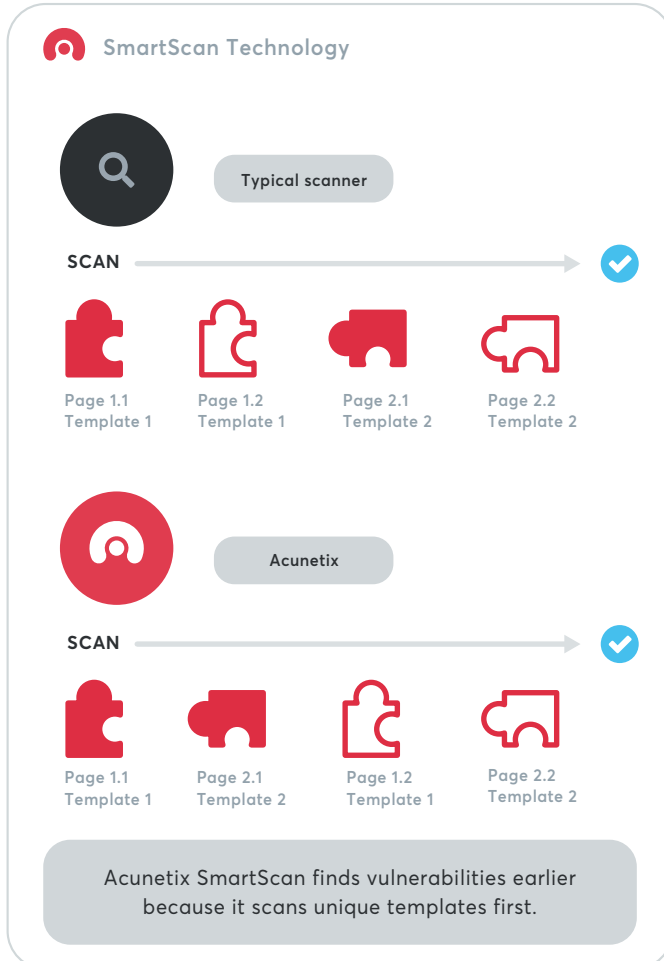 SmartScan Technology
Typical scanner
SCAN
Page 1.1
Template 1
Page 1.2
Template 1
Page 2.1
Template 2
Page 2.2
Template 2
Acunetix
SCAN
Page 1.1
Template 1
Page 2.1
Template 2
Page 1.2
Template 1
Page 2.2
Template 2
Acunetix SmartScan finds vulnerabilities earlier
because it scans unique templates first.